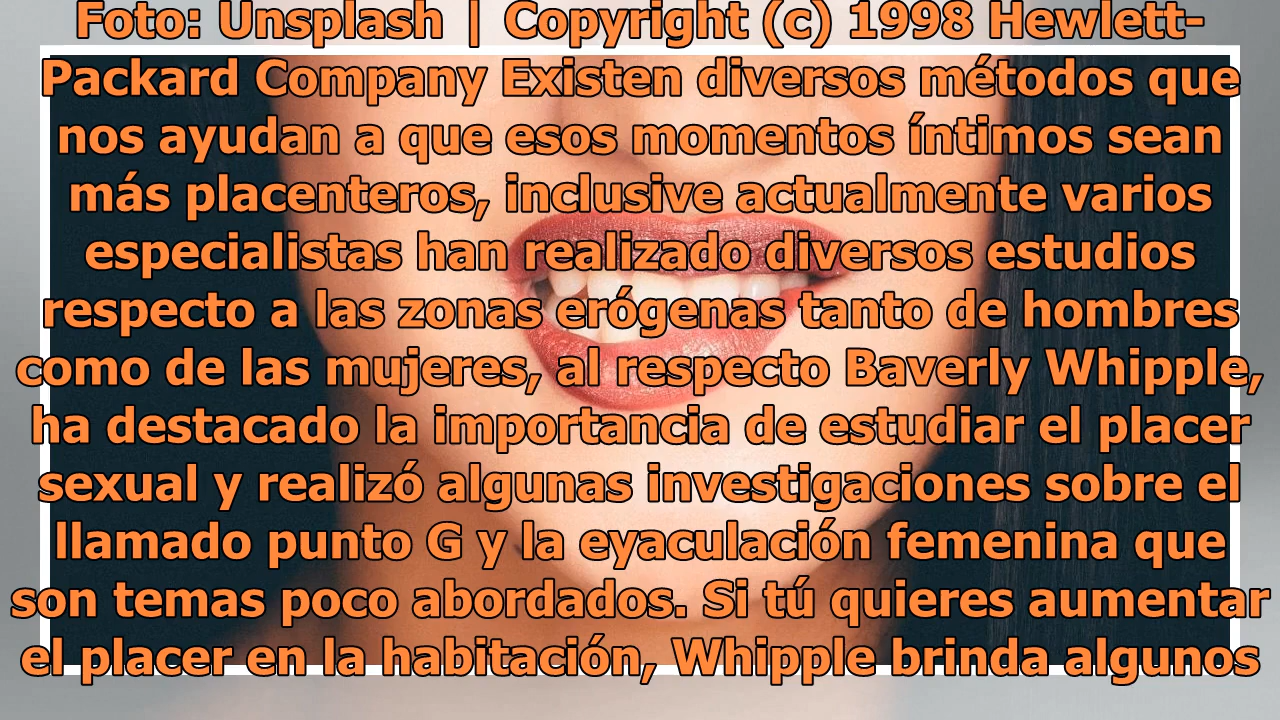 Foto: Unsplash | Copyright (c) 1998 Hewlett-
Packard Company Existen diversos métodos que
nos ayudan a que esos momentos íntimos sean
más placenteros, inclusive actualmente varios
especialistas han realizado diversos estudios
respecto a las zonas erógenas tanto de hombres
como de las mujeres, al respecto Baverly Whipple,
ha destacado la importancia de estudiar el placer
sexual y realizó algunas investigaciones sobre el
llamado punto G y la eyaculación femenina que
son temas poco abordados. Si tú quieres aumentar
el placer en la habitación, Whipple brinda algunos